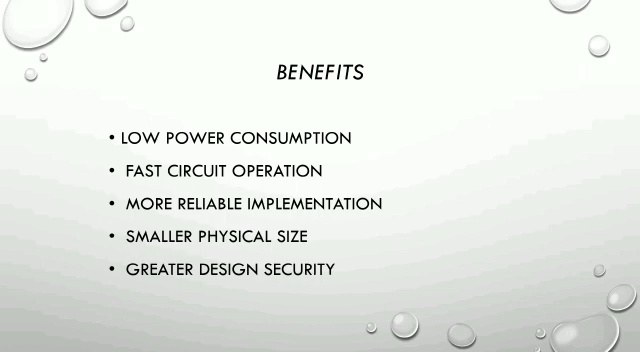 BENEFITS
• LOW POWER CONSUMPTION
• FAST CIRCUIT OPERATION
• MORE RELIABLE IMPLEMENTATION
• SMALLER PHYSICAL SIZE
• GREATER DESIGN SECURITY